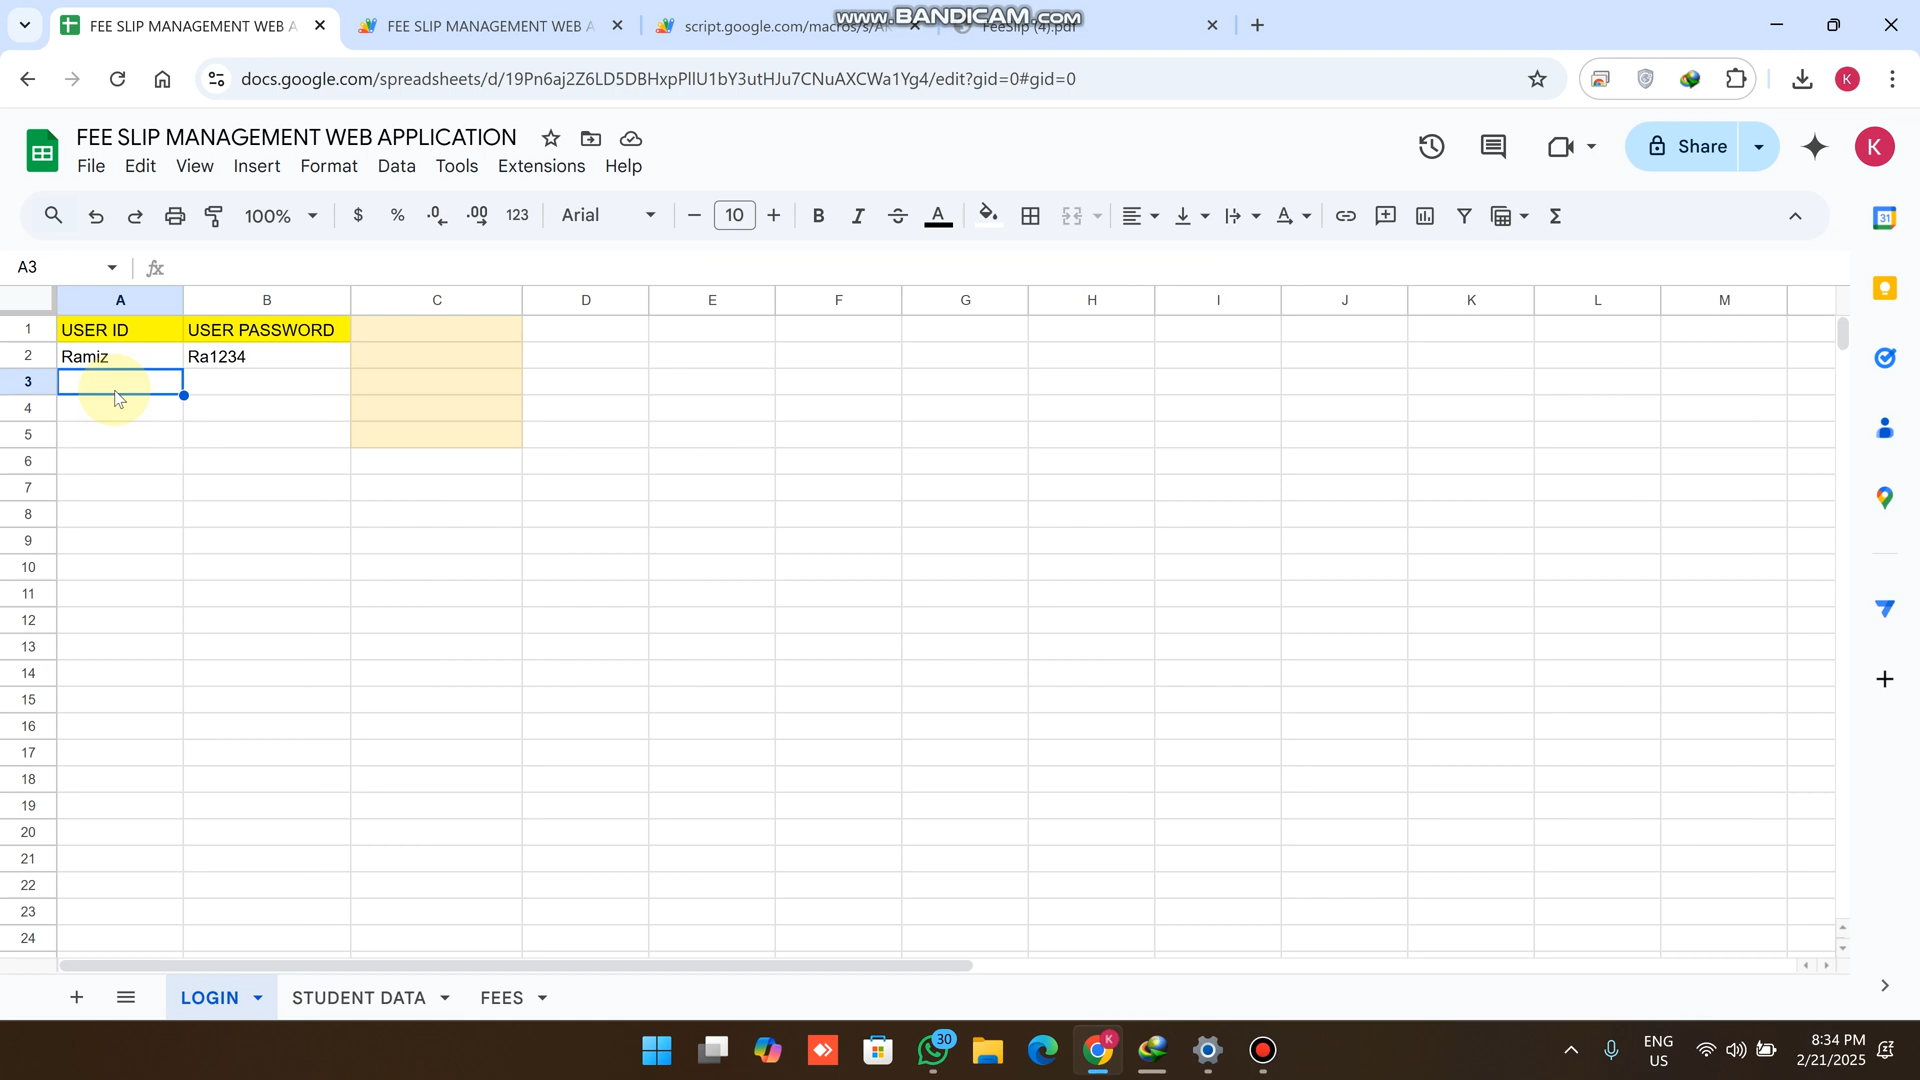 www.BANDICAM.com
FEE SLIP MANAGEMENT WEB A
FEE SLIP MANAGEMENT WEB A
script.google.com/macros/s/A
FeeSlip (4).pdf
docs.google.com/spreadsheets/d/19Pn6aj2Z6LD5DBHxpPllU1bY3utHJu7CNuAXCWa1Yg4/edit?gid=0#gid=0
K
FEE SLIP MANAGEMENT WEB APPLICATION
File Edit View Insert Format Data Tools Extensions Help
Share
K
100% $ % .0 .00 123 Arial 10 B I S A
31
A3 fx
A B C D E F G H I J K L M
1 USER ID USER PASSWORD
2 Ramiz Ra1234
3
4
5
6
7
8
9
10
11
12
13
14
15
16
17
18
19
20
21
22
23
24
LOGIN STUDENT DATA FEES
30
K
ENG
US
8:34 PM
2/21/2025